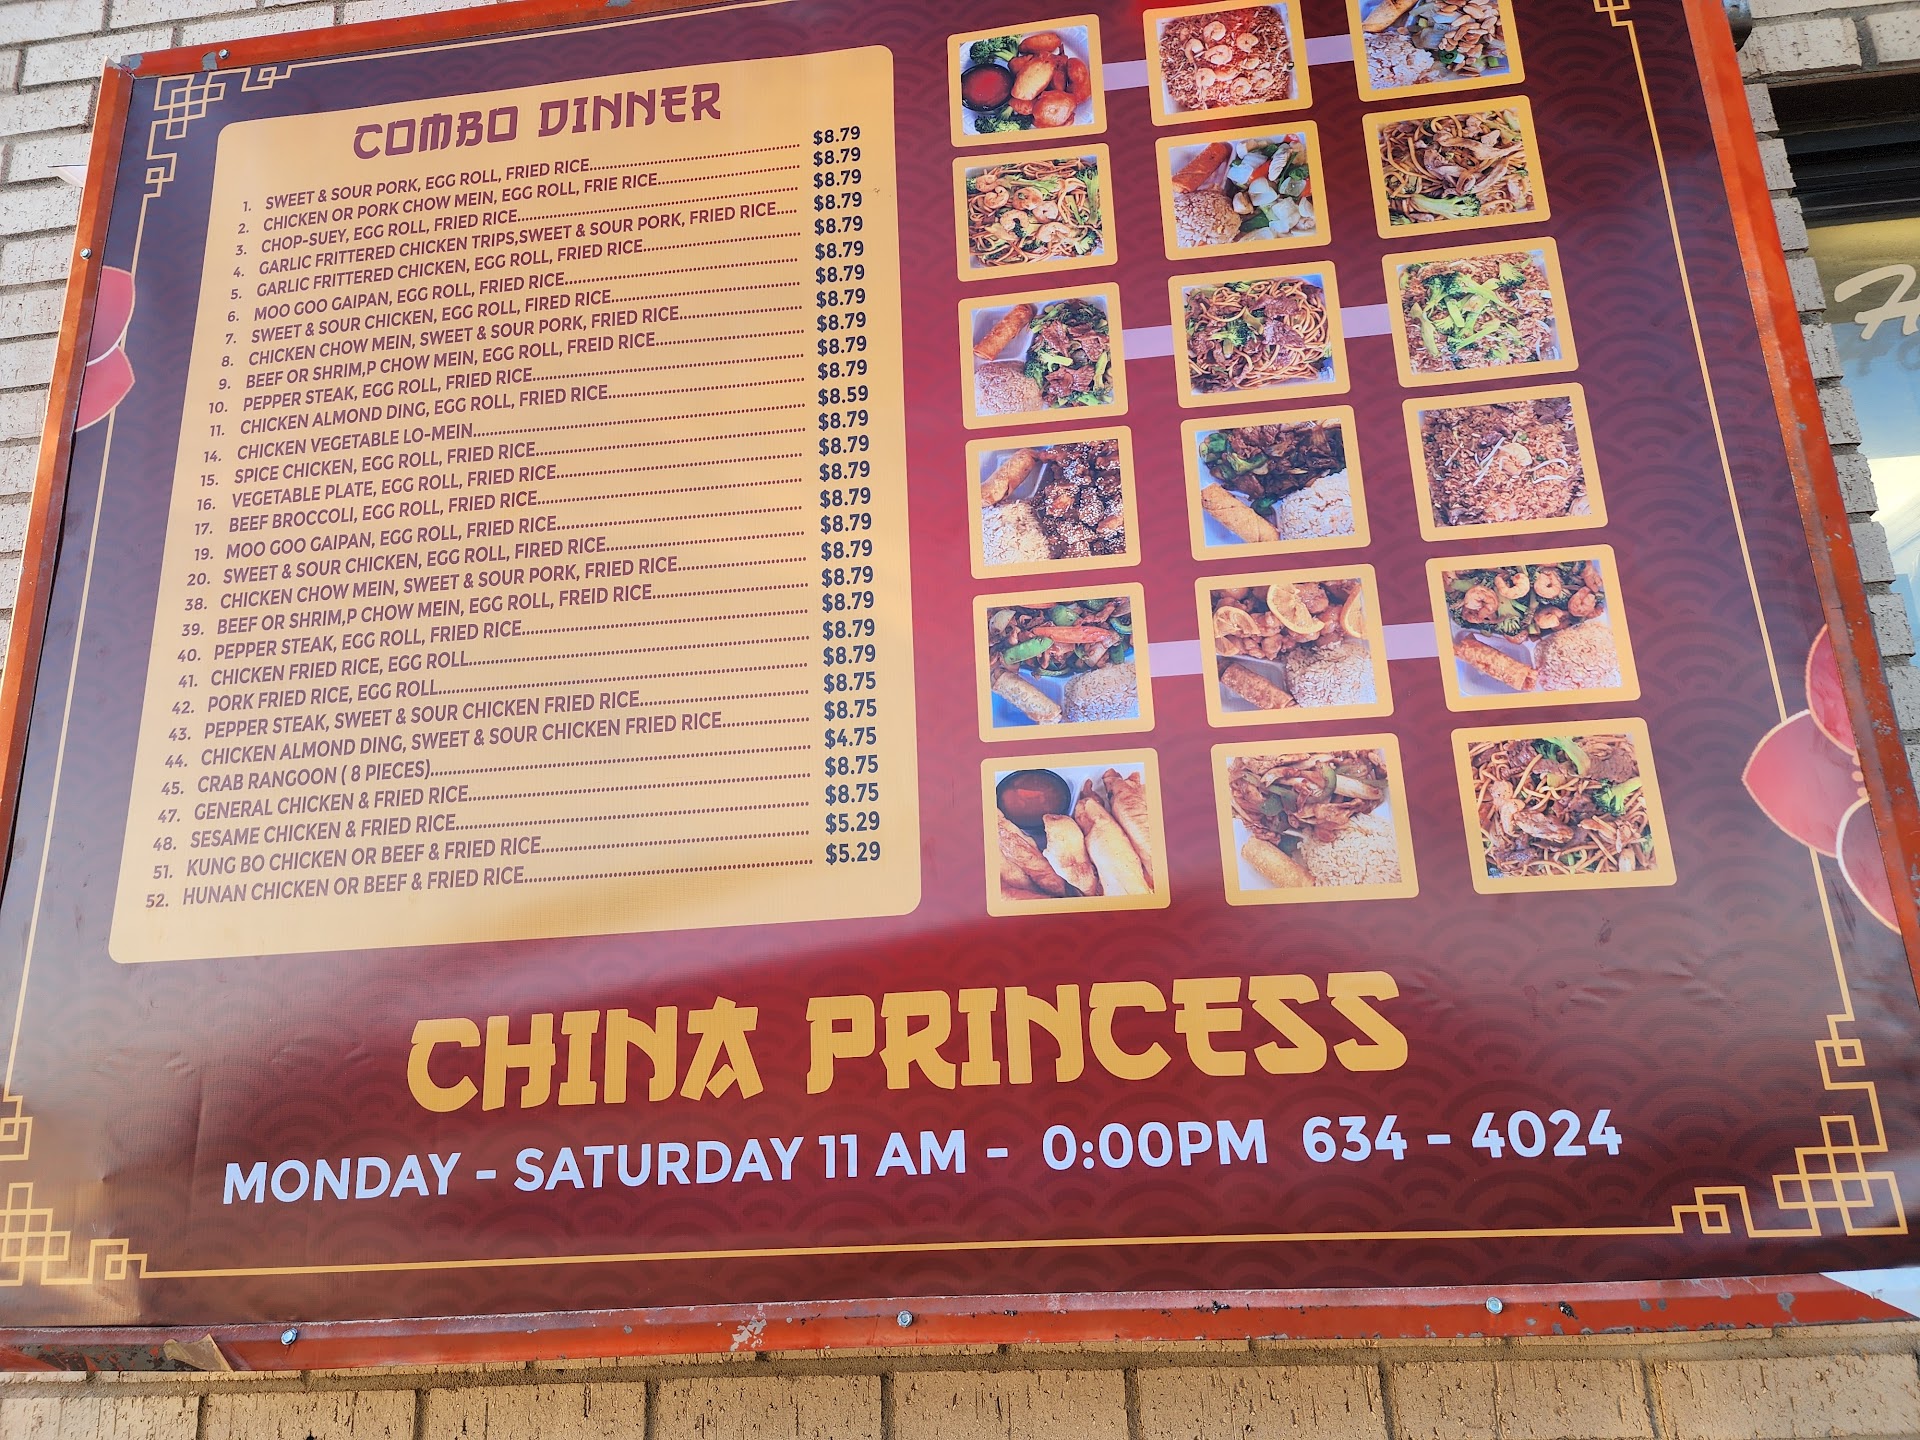 COMBO DINNER
1. SWEET & SOUR PORK, EGG ROLL, FRIED RICE........ $8.79
2. CHICKEN OR PORK CHOW MEIN, EGG ROLL, FRIE RICE........ $8.79
3. CHOP-SUEY, EGG ROLL, FRIED RICE........ $8.79
4. GARLIC FRITTERED CHICKEN TRIPS,SWEET & SOUR PORK, FRIED RICE..... $8.79
5. GARLIC FRITTERED CHICKEN, EGG ROLL, FRIED RICE........ $8.79
6. MOO GOO GAIPAN, EGG ROLL, FRIED RICE........ $8.79
7. SWEET & SOUR CHICKEN, EGG ROLL, FIRED RICE........ $8.79
8. CHICKEN CHOW MEIN, SWEET & SOUR PORK, FRIED RICE........ $8.79
9. BEEF OR SHRIM,P CHOW MEIN, EGG ROLL, FREID RICE........ $8.79
10. PEPPER STEAK, EGG ROLL, FRIED RICE........ $8.79
11. CHICKEN ALMOND DING, EGG ROLL, FRIED RICE........ $8.79
14. CHICKEN VEGETABLE LO-MEIN........ $8.59
15. SPICE CHICKEN, EGG ROLL, FRIED RICE........ $8.79
16. VEGETABLE PLATE, EGG ROLL, FRIED RICE........ $8.79
17. BEEF BROCCOLI, EGG ROLL, FRIED RICE........ $8.79
19. MOO GOO GAIPAN, EGG ROLL, FRIED RICE........ $8.79
20. SWEET & SOUR CHICKEN, EGG ROLL, FIRED RICE........ $8.79
38. CHICKEN CHOW MEIN, SWEET & SOUR PORK, FRIED RICE........ $8.79
39. BEEF OR SHRIM,P CHOW MEIN, EGG ROLL, FREID RICE........ $8.79
40. PEPPER STEAK, EGG ROLL, FRIED RICE........ $8.79
41. CHICKEN FRIED RICE, EGG ROLL........ $8.79
42. PORK FRIED RICE, EGG ROLL........ $8.79
43. PEPPER STEAK, SWEET & SOUR CHICKEN FRIED RICE........ $8.75
44. CHICKEN ALMOND DING, SWEET & SOUR CHICKEN FRIED RICE........ $8.75
45. CRAB RANGOON ( 8 PIECES)........ $4.75
47. GENERAL CHICKEN & FRIED RICE........ $8.75
48. SESAME CHICKEN & FRIED RICE........ $8.75
51. KUNG BO CHICKEN OR BEEF & FRIED RICE........ $5.29
52. HUNAN CHICKEN OR BEEF & FRIED RICE........ $5.29
CHINA PRINCESS
MONDAY - SATURDAY 11 AM - 0:00PM 634 - 4024